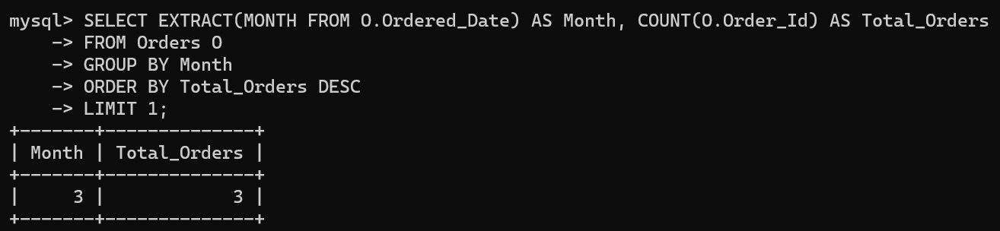 mysql> SELECT EXTRACT(MONTH FROM O.Ordered_Date) AS Month, COUNT(O.Order_Id) AS Total_Orders
    -> FROM Orders O
    -> GROUP BY Month
    -> ORDER BY Total_Orders DESC
    -> LIMIT 1;
+-------+--------------+
| Month | Total_Orders |
+-------+--------------+
|     3 |            3 |
+-------+--------------+